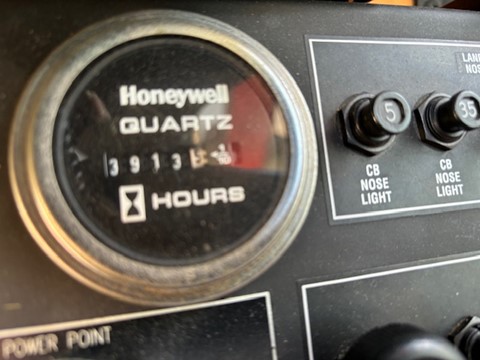 Honeywell
QUARTZ
3913
HOURS
5
35
CB
NOSE
LIGHT
CB
NOSE
LIGHT
POWER POINT